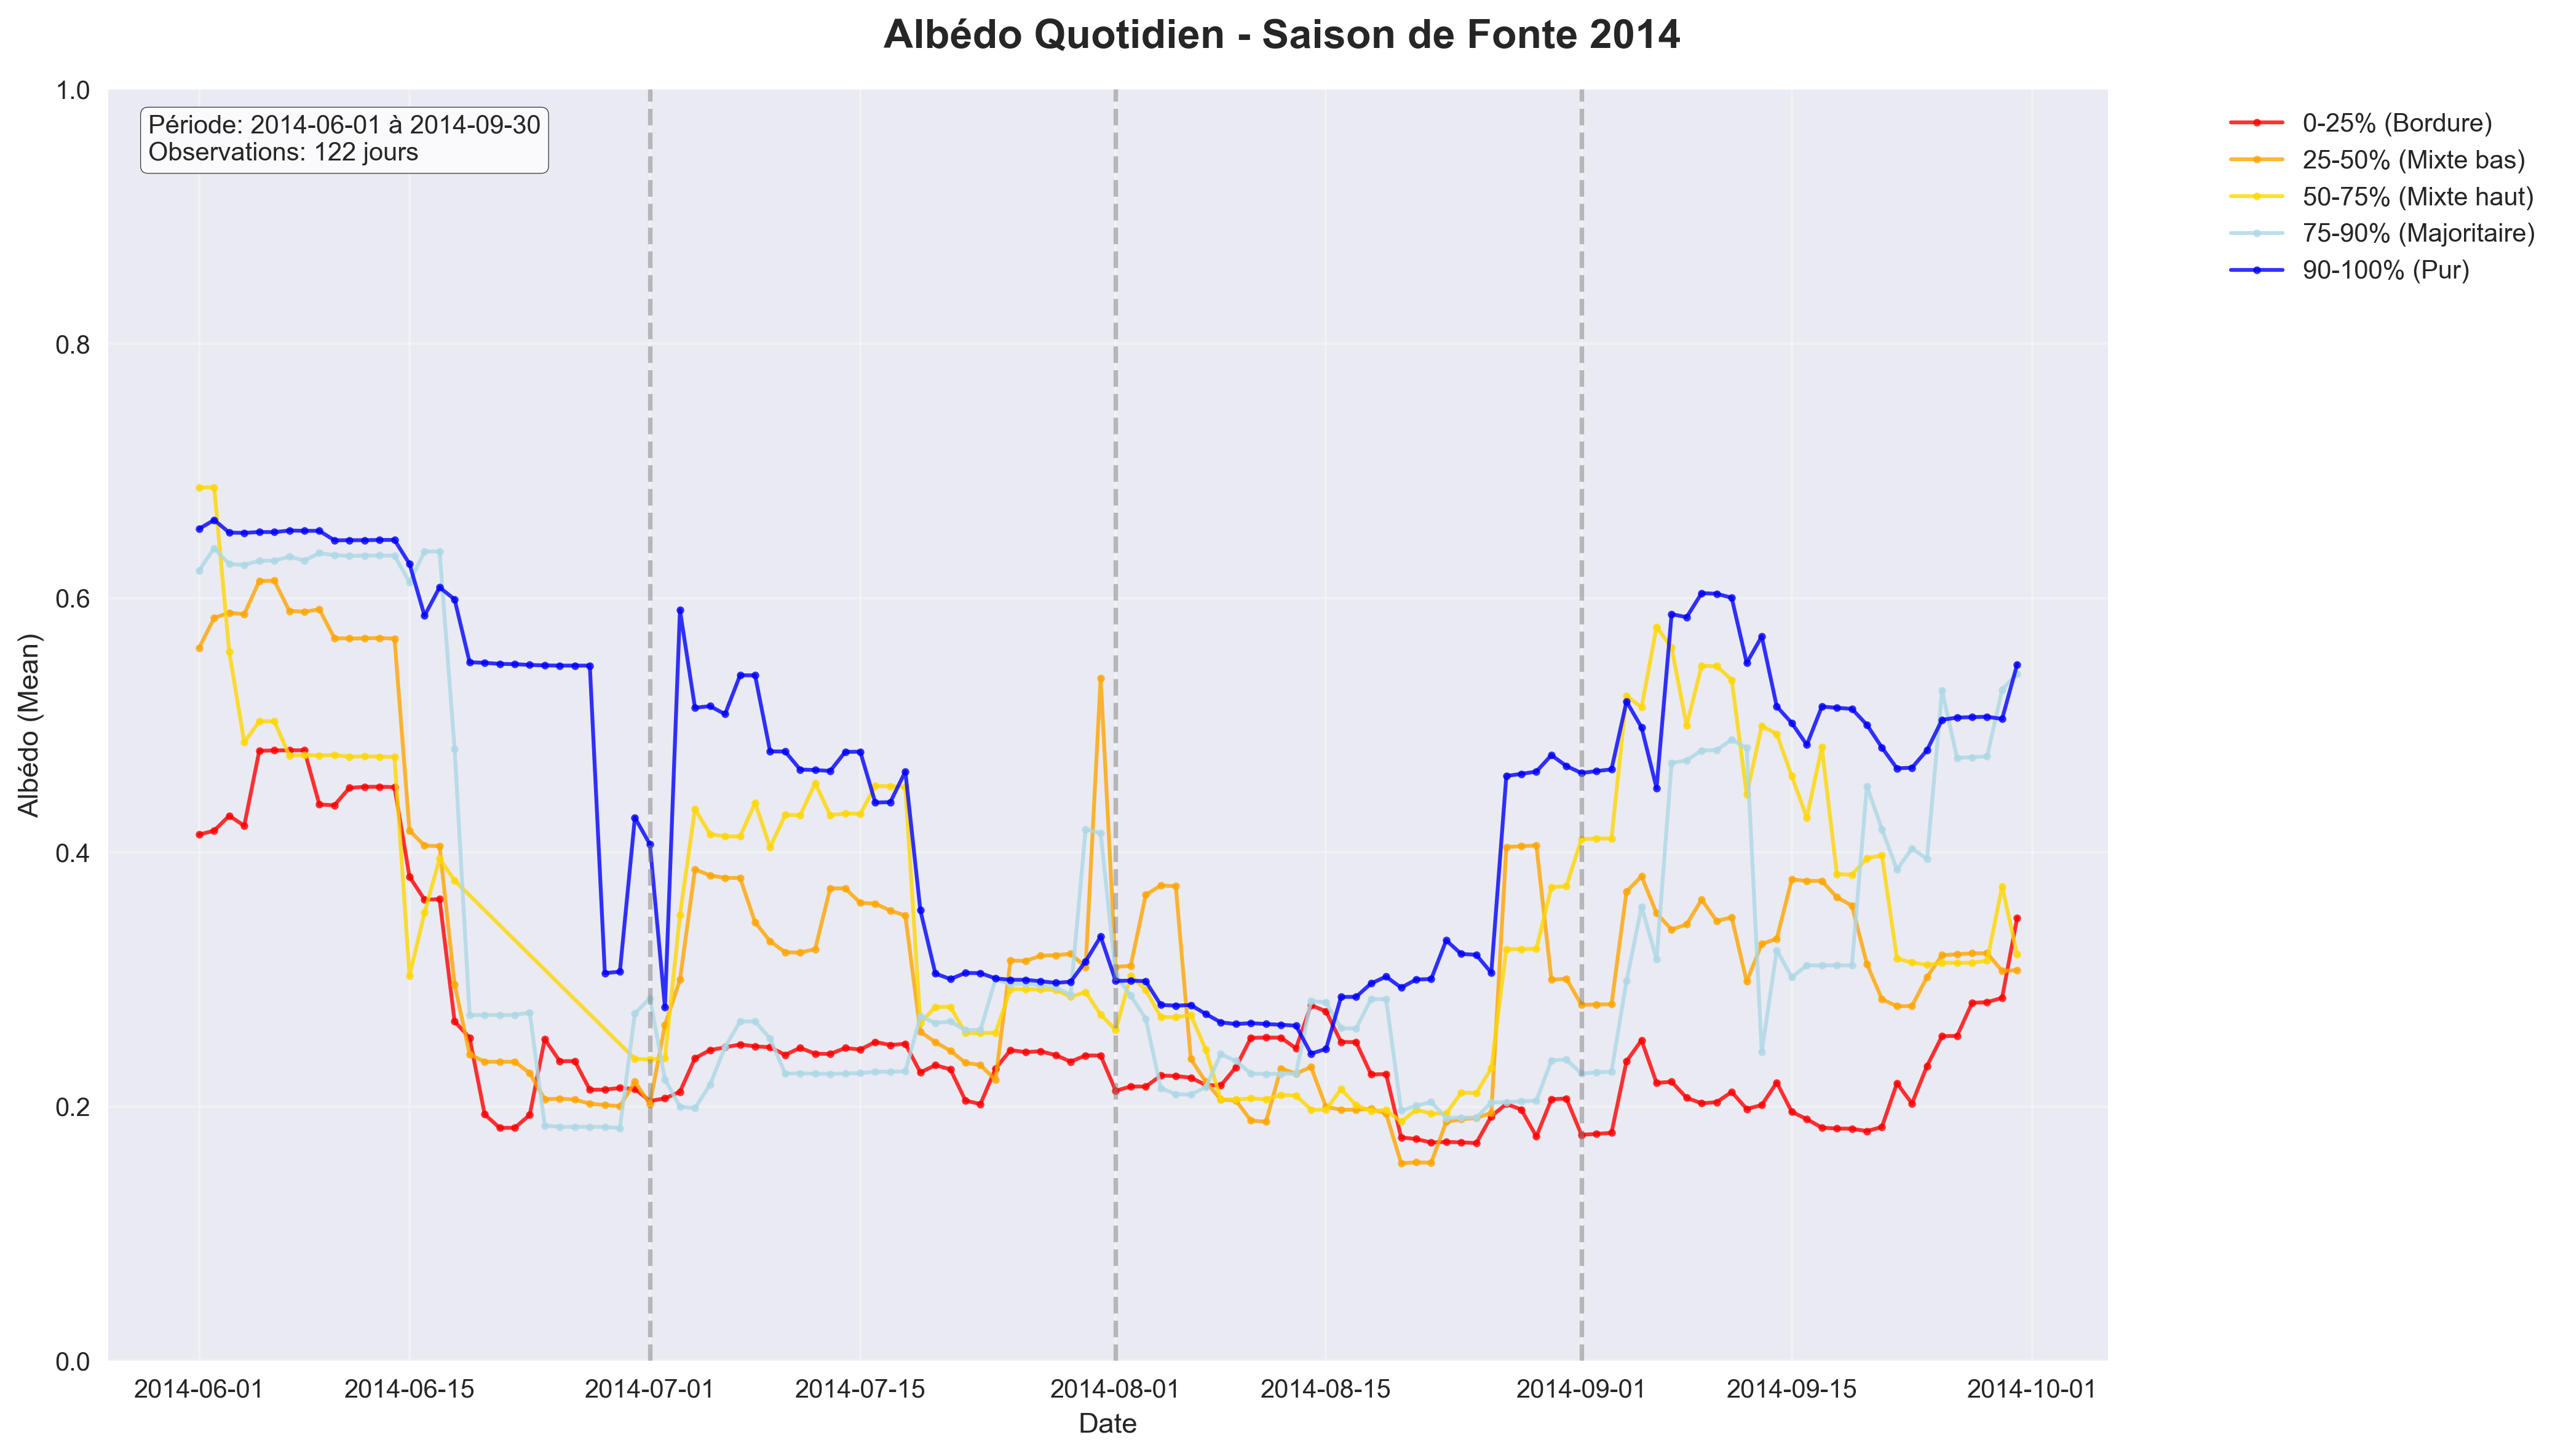 Albédo Quotidien - Saison de Fonte 2014
Période: 2014-06-01 à 2014-09-30
Observations: 122 jours
0-25% (Bordure)
25-50% (Mixte bas)
50-75% (Mixte haut)
75-90% (Majoritaire)
90-100% (Pur)
Albédo (Mean)
1.0
0.8
0.6
0.4
0.2
0.0
2014-06-01
2014-06-15
2014-07-01
2014-07-15
2014-08-01
2014-08-15
2014-09-01
2014-09-15
2014-10-01
Date